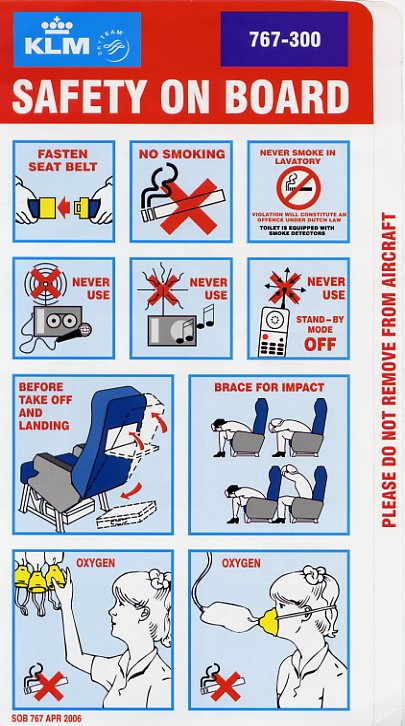 KLM
SKYTEAM
767-300
SAFETY ON BOARD
FASTEN
SEAT BELT
NO SMOKING
NEVER SMOKE IN
LAVATORY
VIOLATION WILL CONSTITUTE AN
OFFENCE UNDER DUTCH LAW
TOILET IS EQUIPPED WITH
SMOKE DETECTORS
NEVER
USE
NEVER
USE
NEVER
USE
STAND-BY
MODE
OFF
BEFORE
TAKE OFF
AND
LANDING
BRACE FOR IMPACT
OXYGEN
OXYGEN
SOB 767 APR 2006
PLEASE DO NOT REMOVE FROM AIRCRAFT